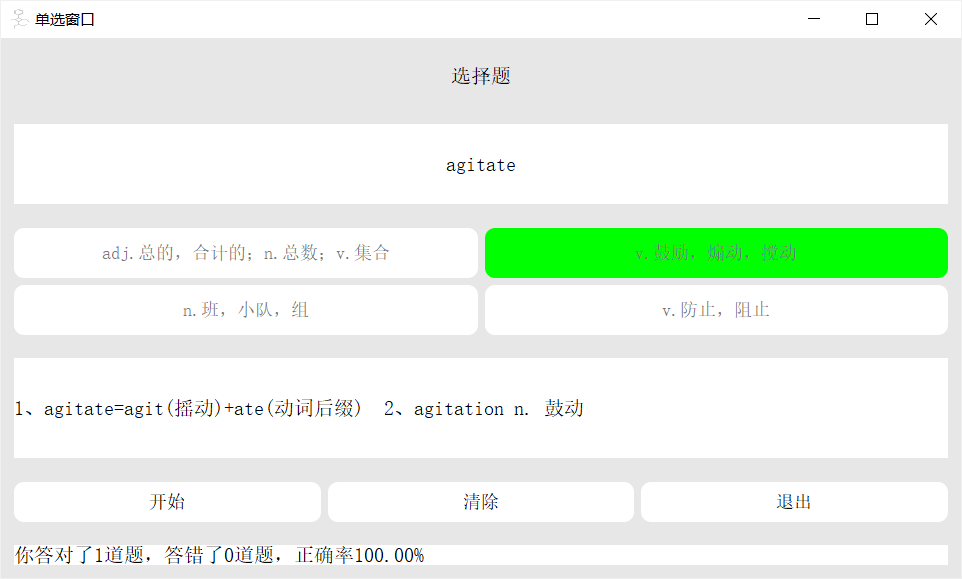 单选窗口
选择题
agitate
adj.总的，合计的；n.总数；v.集合
v.鼓励，煽动，搅动
n.班，小队，组
v.防止，阻止
1、agitate=agit(摇动)+ate(动词后缀)  2、agitation n. 鼓动
开始
清除
退出
你答对了1道题，答错了0道题，正确率100.00%